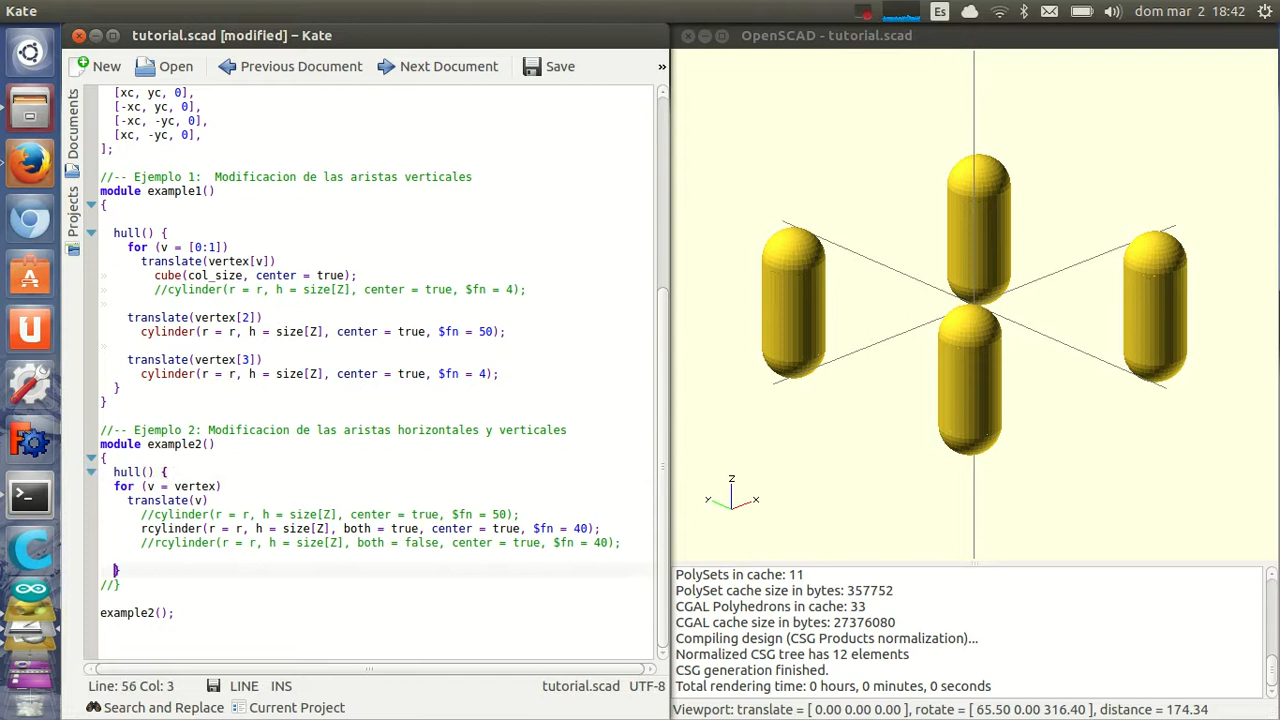 Kate
Es
dom mar 2 18:42
tutorial.scad [modified] – Kate
OpenSCAD - tutorial.scad
New
Open
Previous Document
Next Document
Save
»
Documents
Projects
[xc, yc, 0],
[-xc, yc, 0],
[-xc, -yc, 0],
[xc, -yc, 0],
];
//-- Ejemplo 1:  Modificacion de las aristas verticales
module example1()
{
hull() {
for (v = [0:1])
translate(vertex[v])
cube(col_size, center = true);
//cylinder(r = r, h = size[Z], center = true, $fn = 4);
translate(vertex[2])
cylinder(r = r, h = size[Z], center = true, $fn = 50);
translate(vertex[3])
cylinder(r = r, h = size[Z], center = true, $fn = 4);
}
}
//-- Ejemplo 2: Modificacion de las aristas horizontales y verticales
module example2()
{
hull() {
for (v = vertex)
translate(v)
//cylinder(r = r, h = size[Z], center = true, $fn = 50);
rcylinder(r = r, h = size[Z], both = true, center = true, $fn = 40);
//rcylinder(r = r, h = size[Z], both = false, center = true, $fn = 40);
}
//}
example2();
Line: 56 Col: 3
LINE
INS
tutorial.scad
UTF-8
Search and Replace
Current Project
Z
Y
X
PolySets in cache: 11
PolySet cache size in bytes: 357752
CGAL Polyhedrons in cache: 33
CGAL cache size in bytes: 27376080
Compiling design (CSG Products normalization)...
Normalized CSG tree has 12 elements
CSG generation finished.
Total rendering time: 0 hours, 0 minutes, 0 seconds
Viewport: translate = [ 0.00 0.00 0.00 ], rotate = [ 65.50 0.00 316.40 ], distance = 174.34